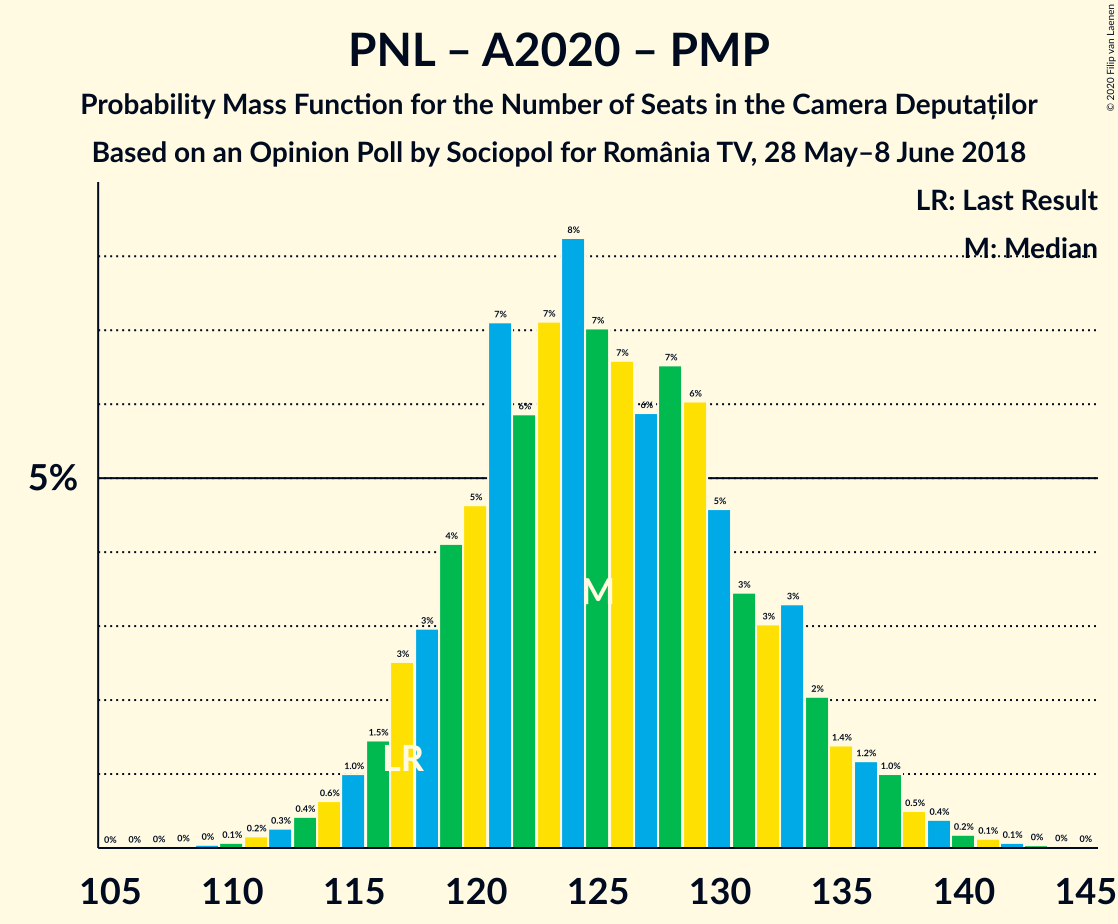 PNL – A2020 – PMP
Probability Mass Function for the Number of Seats in the Camera Deputaților
Based on an Opinion Poll by Sociopol for România TV, 28 May–8 June 2018
© 2020 Filip van Laenen
LR: Last Result
M: Median
5%
0% 0% 0% 0% 0% 0.1% 0.2% 0.3% 0.4% 0.6% 1.0% 1.5% 3% 3% 4% 5% 7% 6% 7% 8% 7% 7% 6% 7% 6% 5% 3% 3% 3% 2% 1.4% 1.2% 1.0% 0.5% 0.4% 0.2% 0.1% 0.1% 0% 0% 0%
M
LR
105 110 115 120 125 130 135 140 145